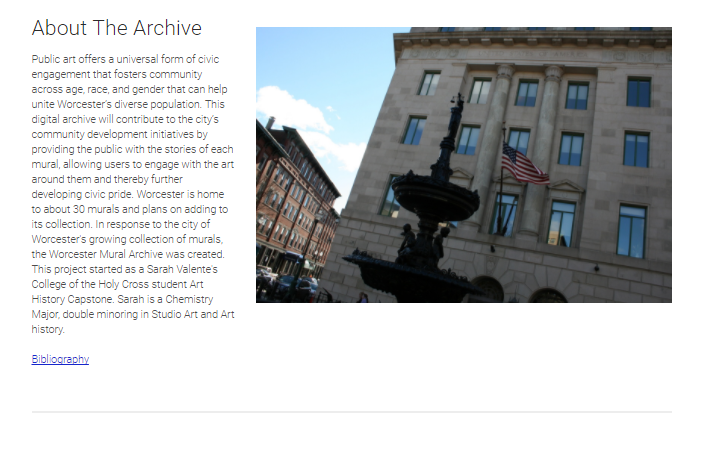 About The Archive
Public art offers a universal form of civic
engagement that fosters community
across age, race, and gender that can help
unite Worcester's diverse population. This
digital archive will contribute to the city's
community development initiatives by
providing the public with the stories of each
mural, allowing users to engage with the art
around them and thereby further
developing civic pride. Worcester is home
to about 30 murals and plans on adding to
its collection. In response to the city of
Worcester's growing collection of murals,
the Worcester Mural Archive was created.
This project started as a Sarah Valente's
College of the Holy Cross student Art
History Capstone. Sarah is a Chemistry
Major, double minoring in Studio Art and Art
history.
Bibliography